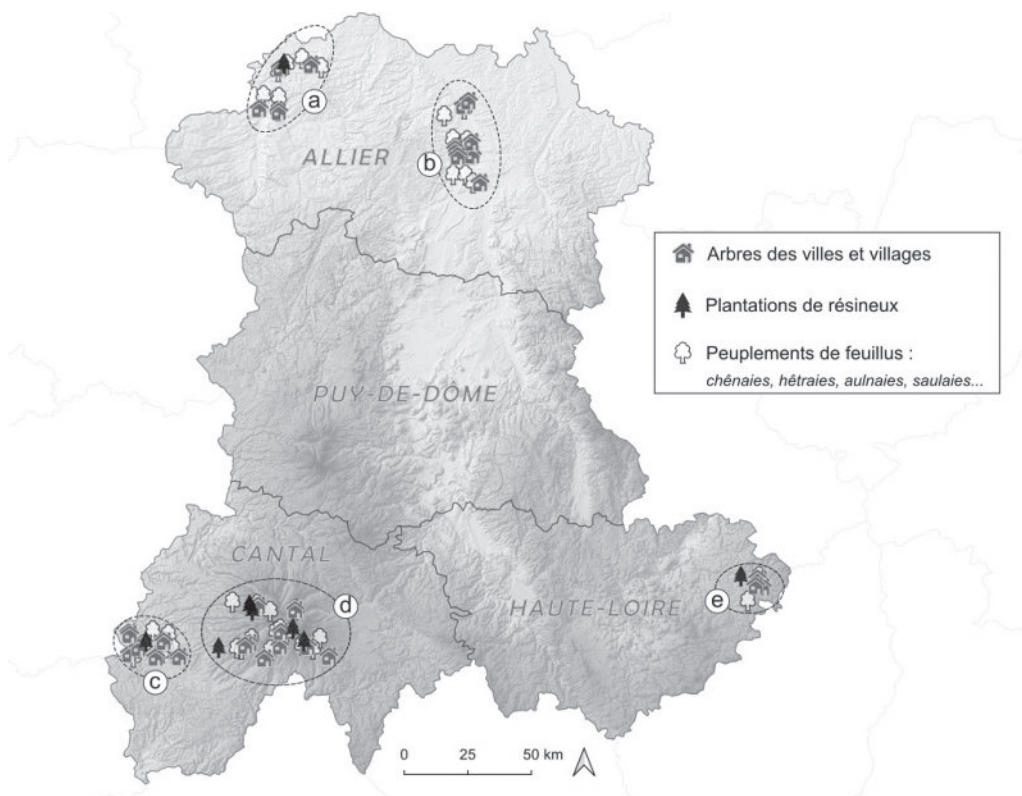 a
ALLIER
b
Arbres des villes et villages
Plantations de résineux
Peuplements de feuillus :
chênaies, hêtraies, aulnaies, saulaies...
PUY-DE-DÔME
CANTAL
d
HAUTE-LOIRE
e
c
0 25 50 km